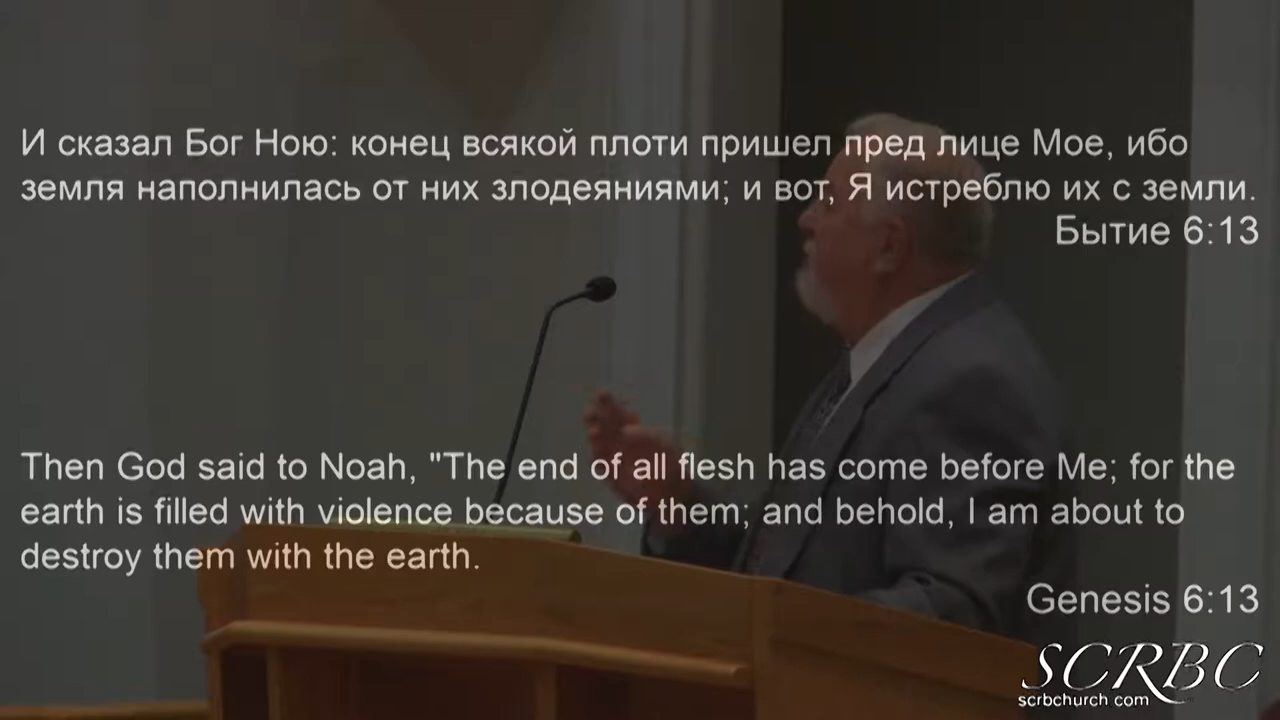 И сказал Бог Ною: конец всякой плоти пришел пред лице Мое, ибо
земля наполнилась от них злодеяниями; и вот, Я истреблю их с земли.
Бытие 6:13
Then God said to Noah, "The end of all flesh has come before Me; for the
earth is filled with violence because of them; and behold, I am about to
destroy them with the earth.
Genesis 6:13
SCRBC
scrbchurch com